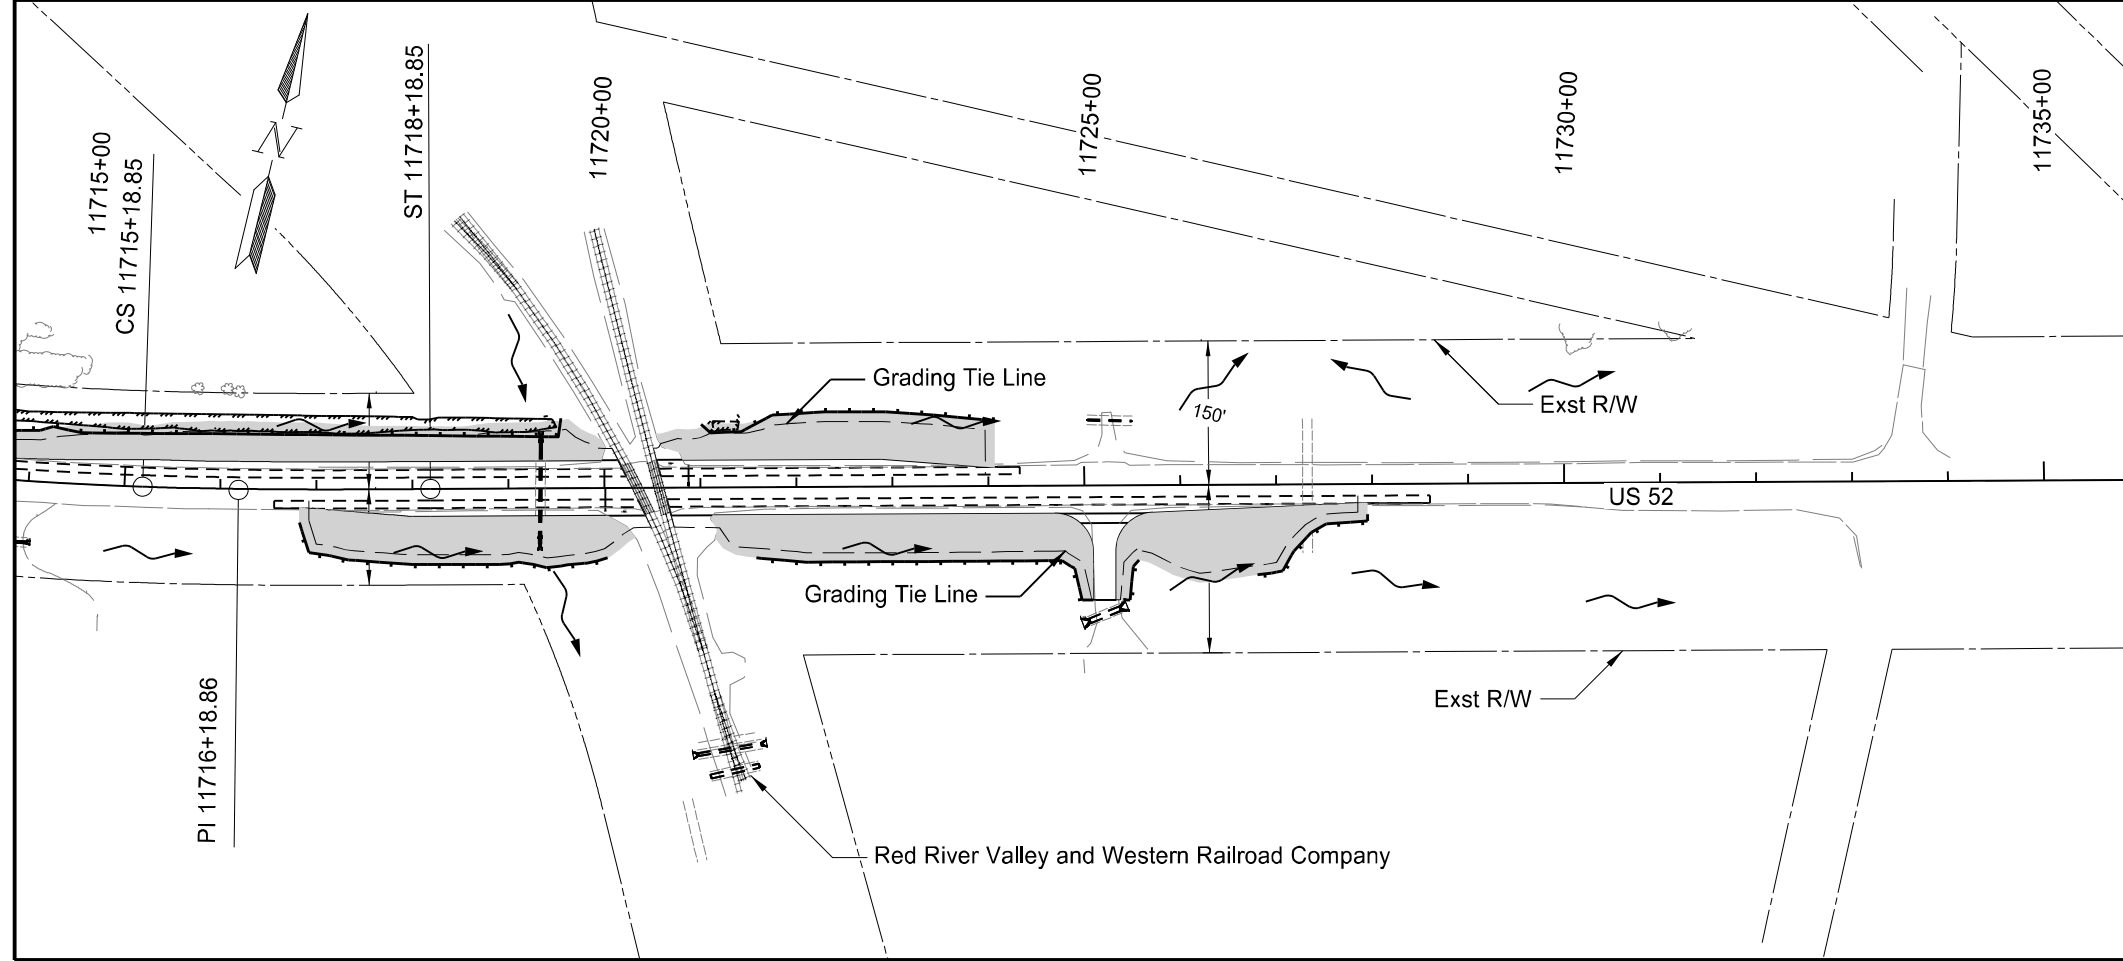 11715+00
CS 11715+18.85
ST 11718+18.85
11720+00
11725+00
11730+00
11735+00
N
Grading Tie Line
150'
Exst R/W
US 52
Grading Tie Line
Exst R/W
PI 11716+18.86
Red River Valley and Western Railroad Company